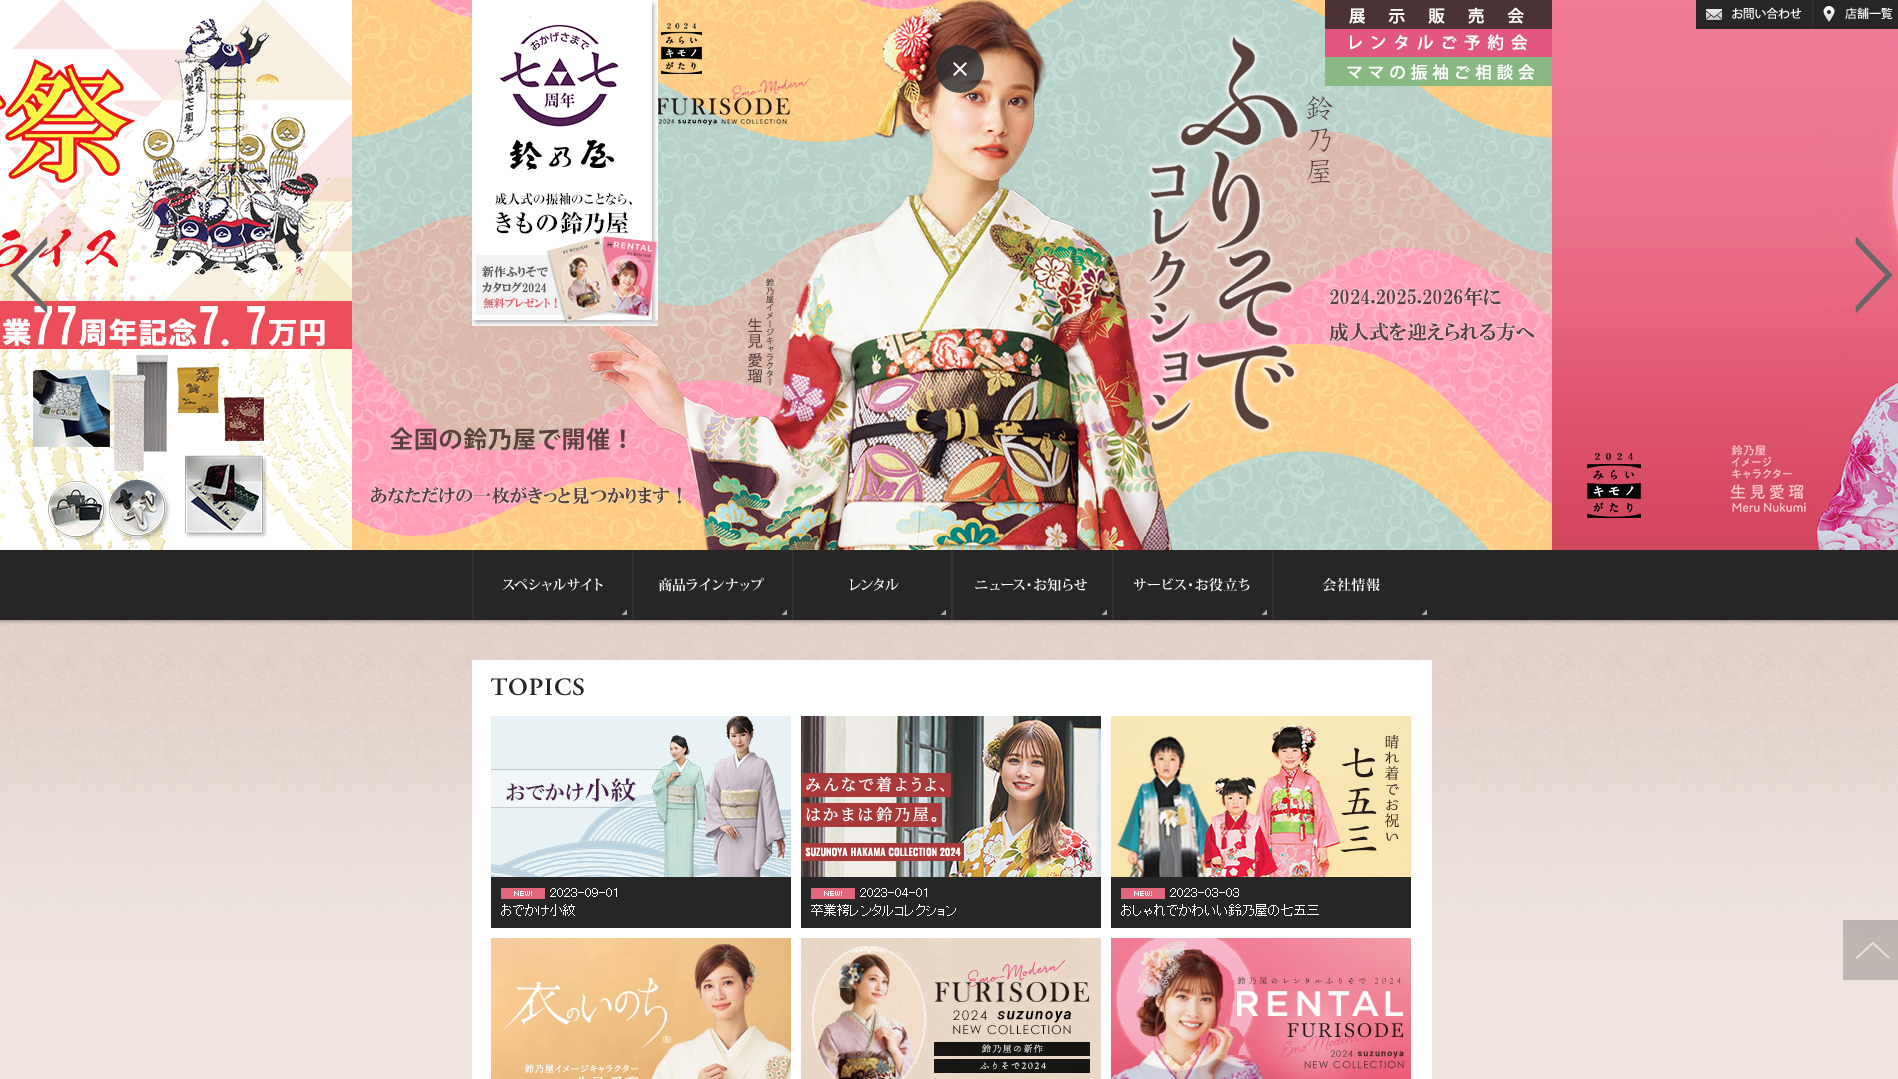 お問い合わせ
店舗一覧
祭
鈴乃屋
創業七七周年
ライス
業77周年記念7.7万円
おかげさまで
七七
周年
鈴乃屋
成人式の振袖のことなら、
きもの鈴乃屋
新作ふりそで
カタログ2024
無料プレゼント!
RENTAL
2024
みらい
キモノ
がたり
Emo-Modern
FURISODE
2024 suzunoya NEW COLLECTION
展示販売会
レンタルご予約会
ママの振袖ご相談会
鈴乃屋
ふりそで
コレクション
2024.2025.2026年に
成人式を迎えられる方へ
鈴乃屋イメージキャラクター
生見愛瑠
全国の鈴乃屋で開催!
あなただけの一枚がきっと見つかります!
2024
みらい
キモノ
がたり
鈴乃屋
イメージ
キャラクター
生見愛瑠
Meru Nukumi
スペシャルサイト
商品ラインナップ
レンタル
ニュース・お知らせ
サービス・お役立ち
会社情報
TOPICS
おでかけ小紋
NEW! 2023-09-01
おでかけ小紋
みんなで着ようよ、
はかまは鈴乃屋。
SUZUNOYA HAKAMA COLLECTION 2024
NEW! 2023-04-01
卒業袴レンタルコレクション
晴れ着でお祝い
七五三
NEW! 2023-03-03
おしゃれでかわいい鈴乃屋の七五三
衣のいのち®
鈴乃屋イメージキャラクター
Emo-Modern
FURISODE
2024 suzunoya
NEW COLLECTION
鈴乃屋の新作
ふりそで2024
鈴乃屋のレンタルふりそで 2024
RENTAL
FURISODE
Emo Modern
2024 suzunoya
NEW COLLECTION